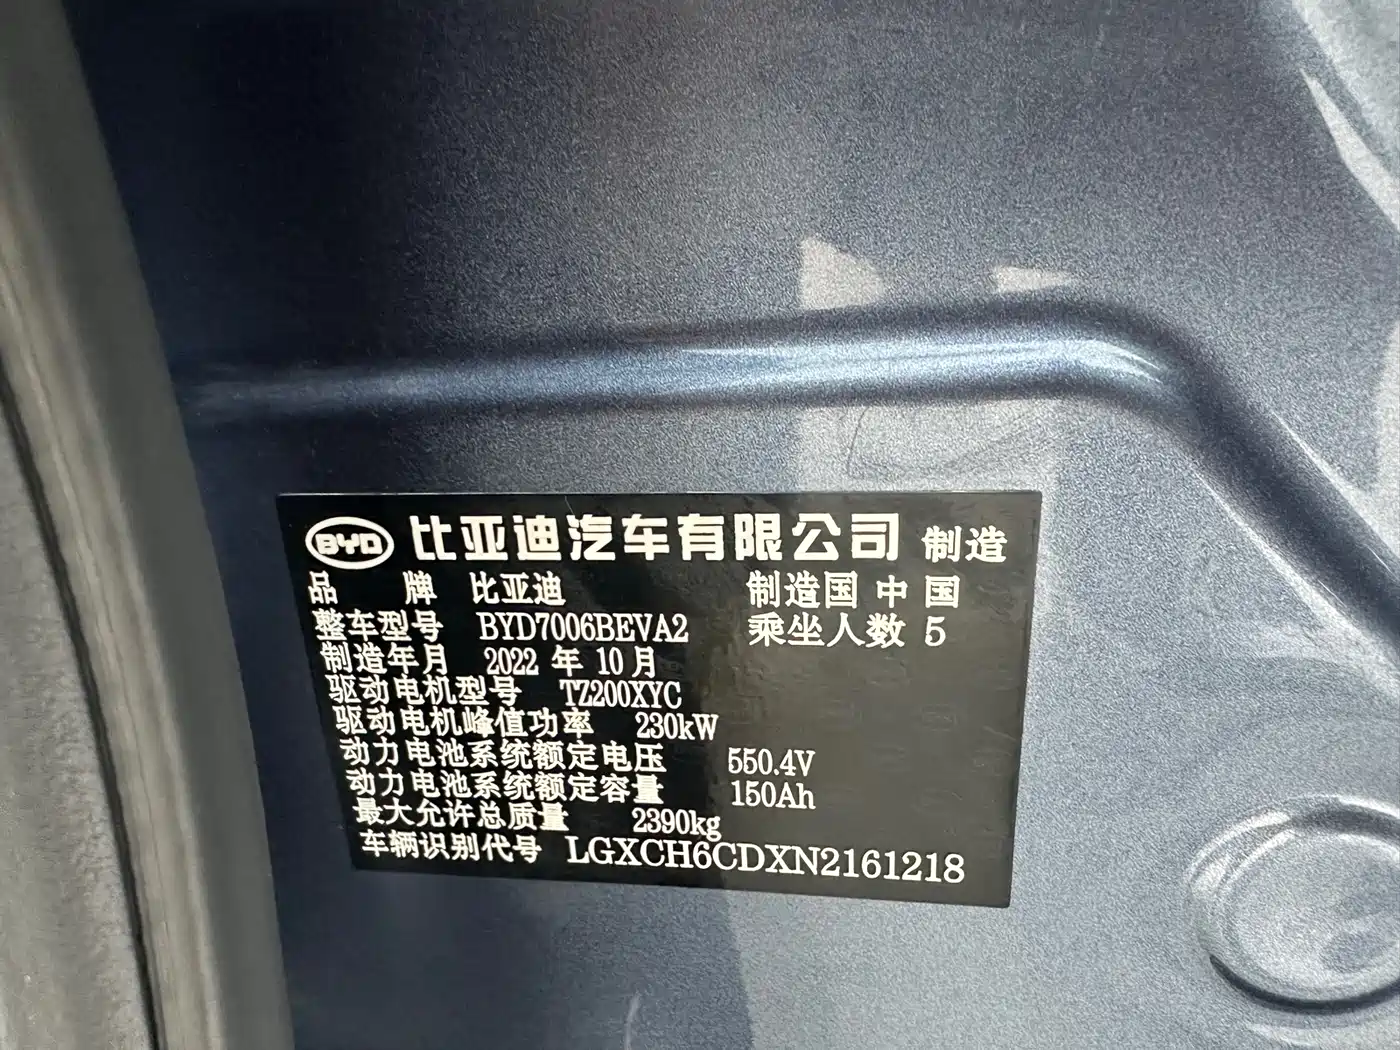 BYD 比亚迪汽车有限公司 制造
品 牌 比亚迪 制造国 中国
整车型号 BYD7006BEVA2 乘坐人数 5
制造年月 2022 年 10 月
驱动电机型号 TZ200XYC
驱动电机峰值功率 230kW
动力电池系统额定电压 550.4V
动力电池系统额定容量 150Ah
最大允许总质量 2390kg
车辆识别代号 LGXCH6CDXN2161218